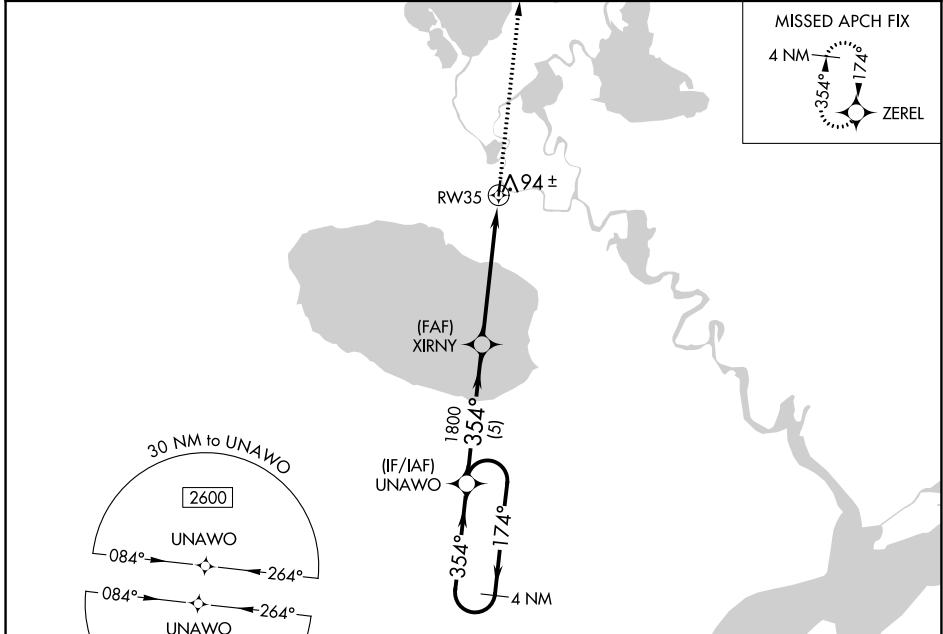 MISSED APCH FIX
4 NM
354°
174°
ZEREL
RW35
94 ±
(FAF)
XIRNY
1800
354°
(5)
(IF/IAF)
UNAWO
354°
174°
4 NM
30 NM to UNAWO
2600
UNAWO
084°
264°
084°
264°
UNAWO